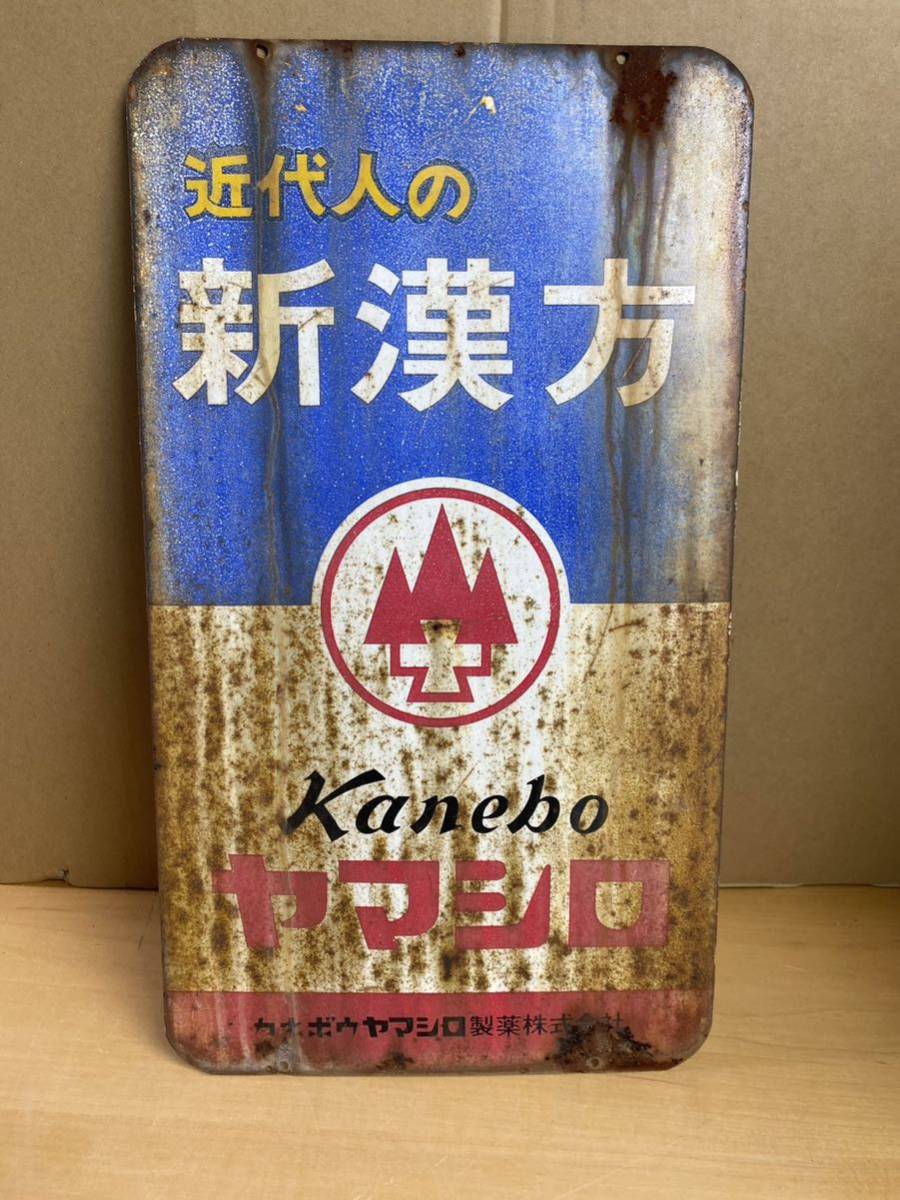 近代人の
新漢方
Kanebo
ヤマシロ
カネボウヤマシロ製薬株式会社